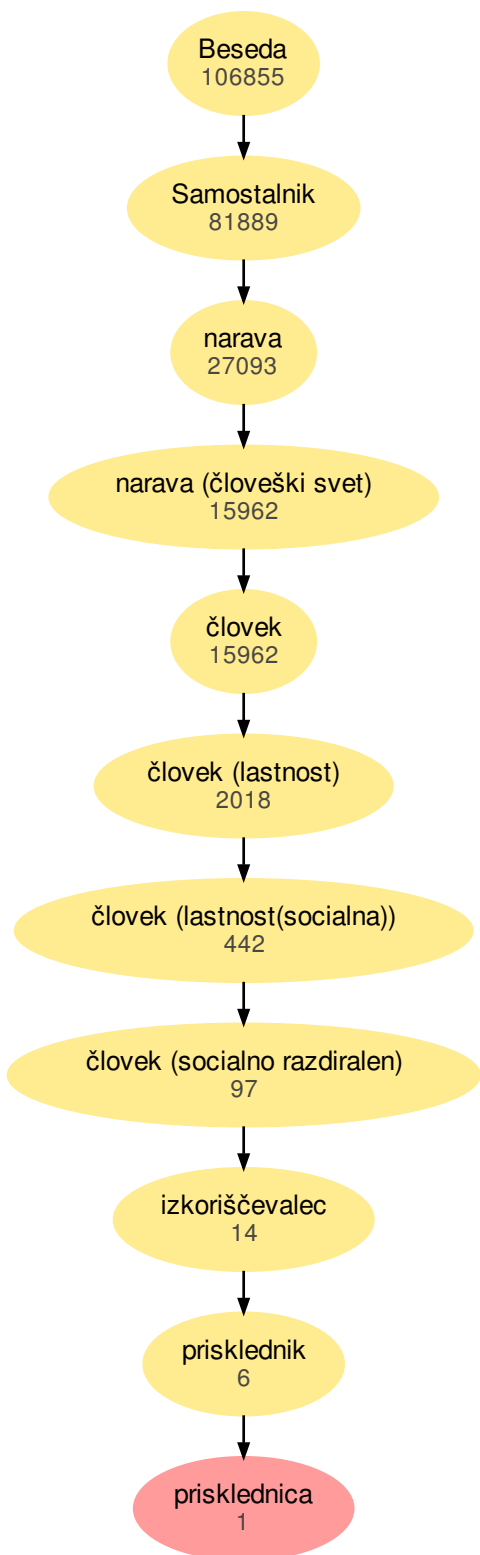 Beseda
106855
Samostalnik
81889
narava
27093
narava (človeški svet)
15962
človek
15962
človek (lastnost)
2018
človek (lastnost(socialna))
442
človek (socialno razdiralen)
97
izkoriščevalec
14
prisklednik
6
prisklednica
1